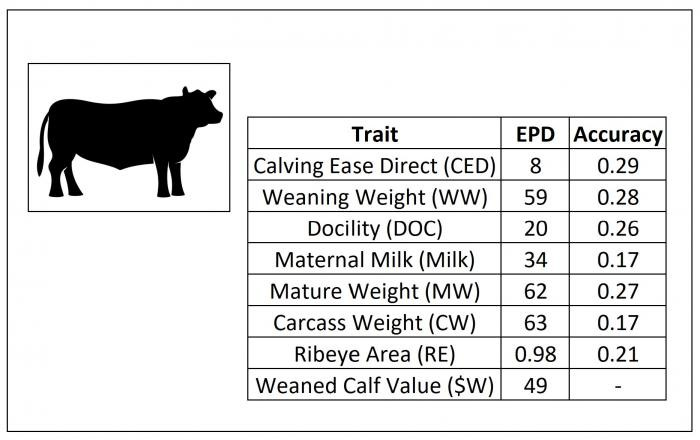 Trait EPD Accuracy
Calving Ease Direct (CED) 8 0.29
Weaning Weight (WW) 59 0.28
Docility (DOC) 20 0.26
Maternal Milk (Milk) 34 0.17
Mature Weight (MW) 62 0.27
Carcass Weight (CW) 63 0.17
Ribeye Area (RE) 0.98 0.21
Weaned Calf Value ($W) 49 -